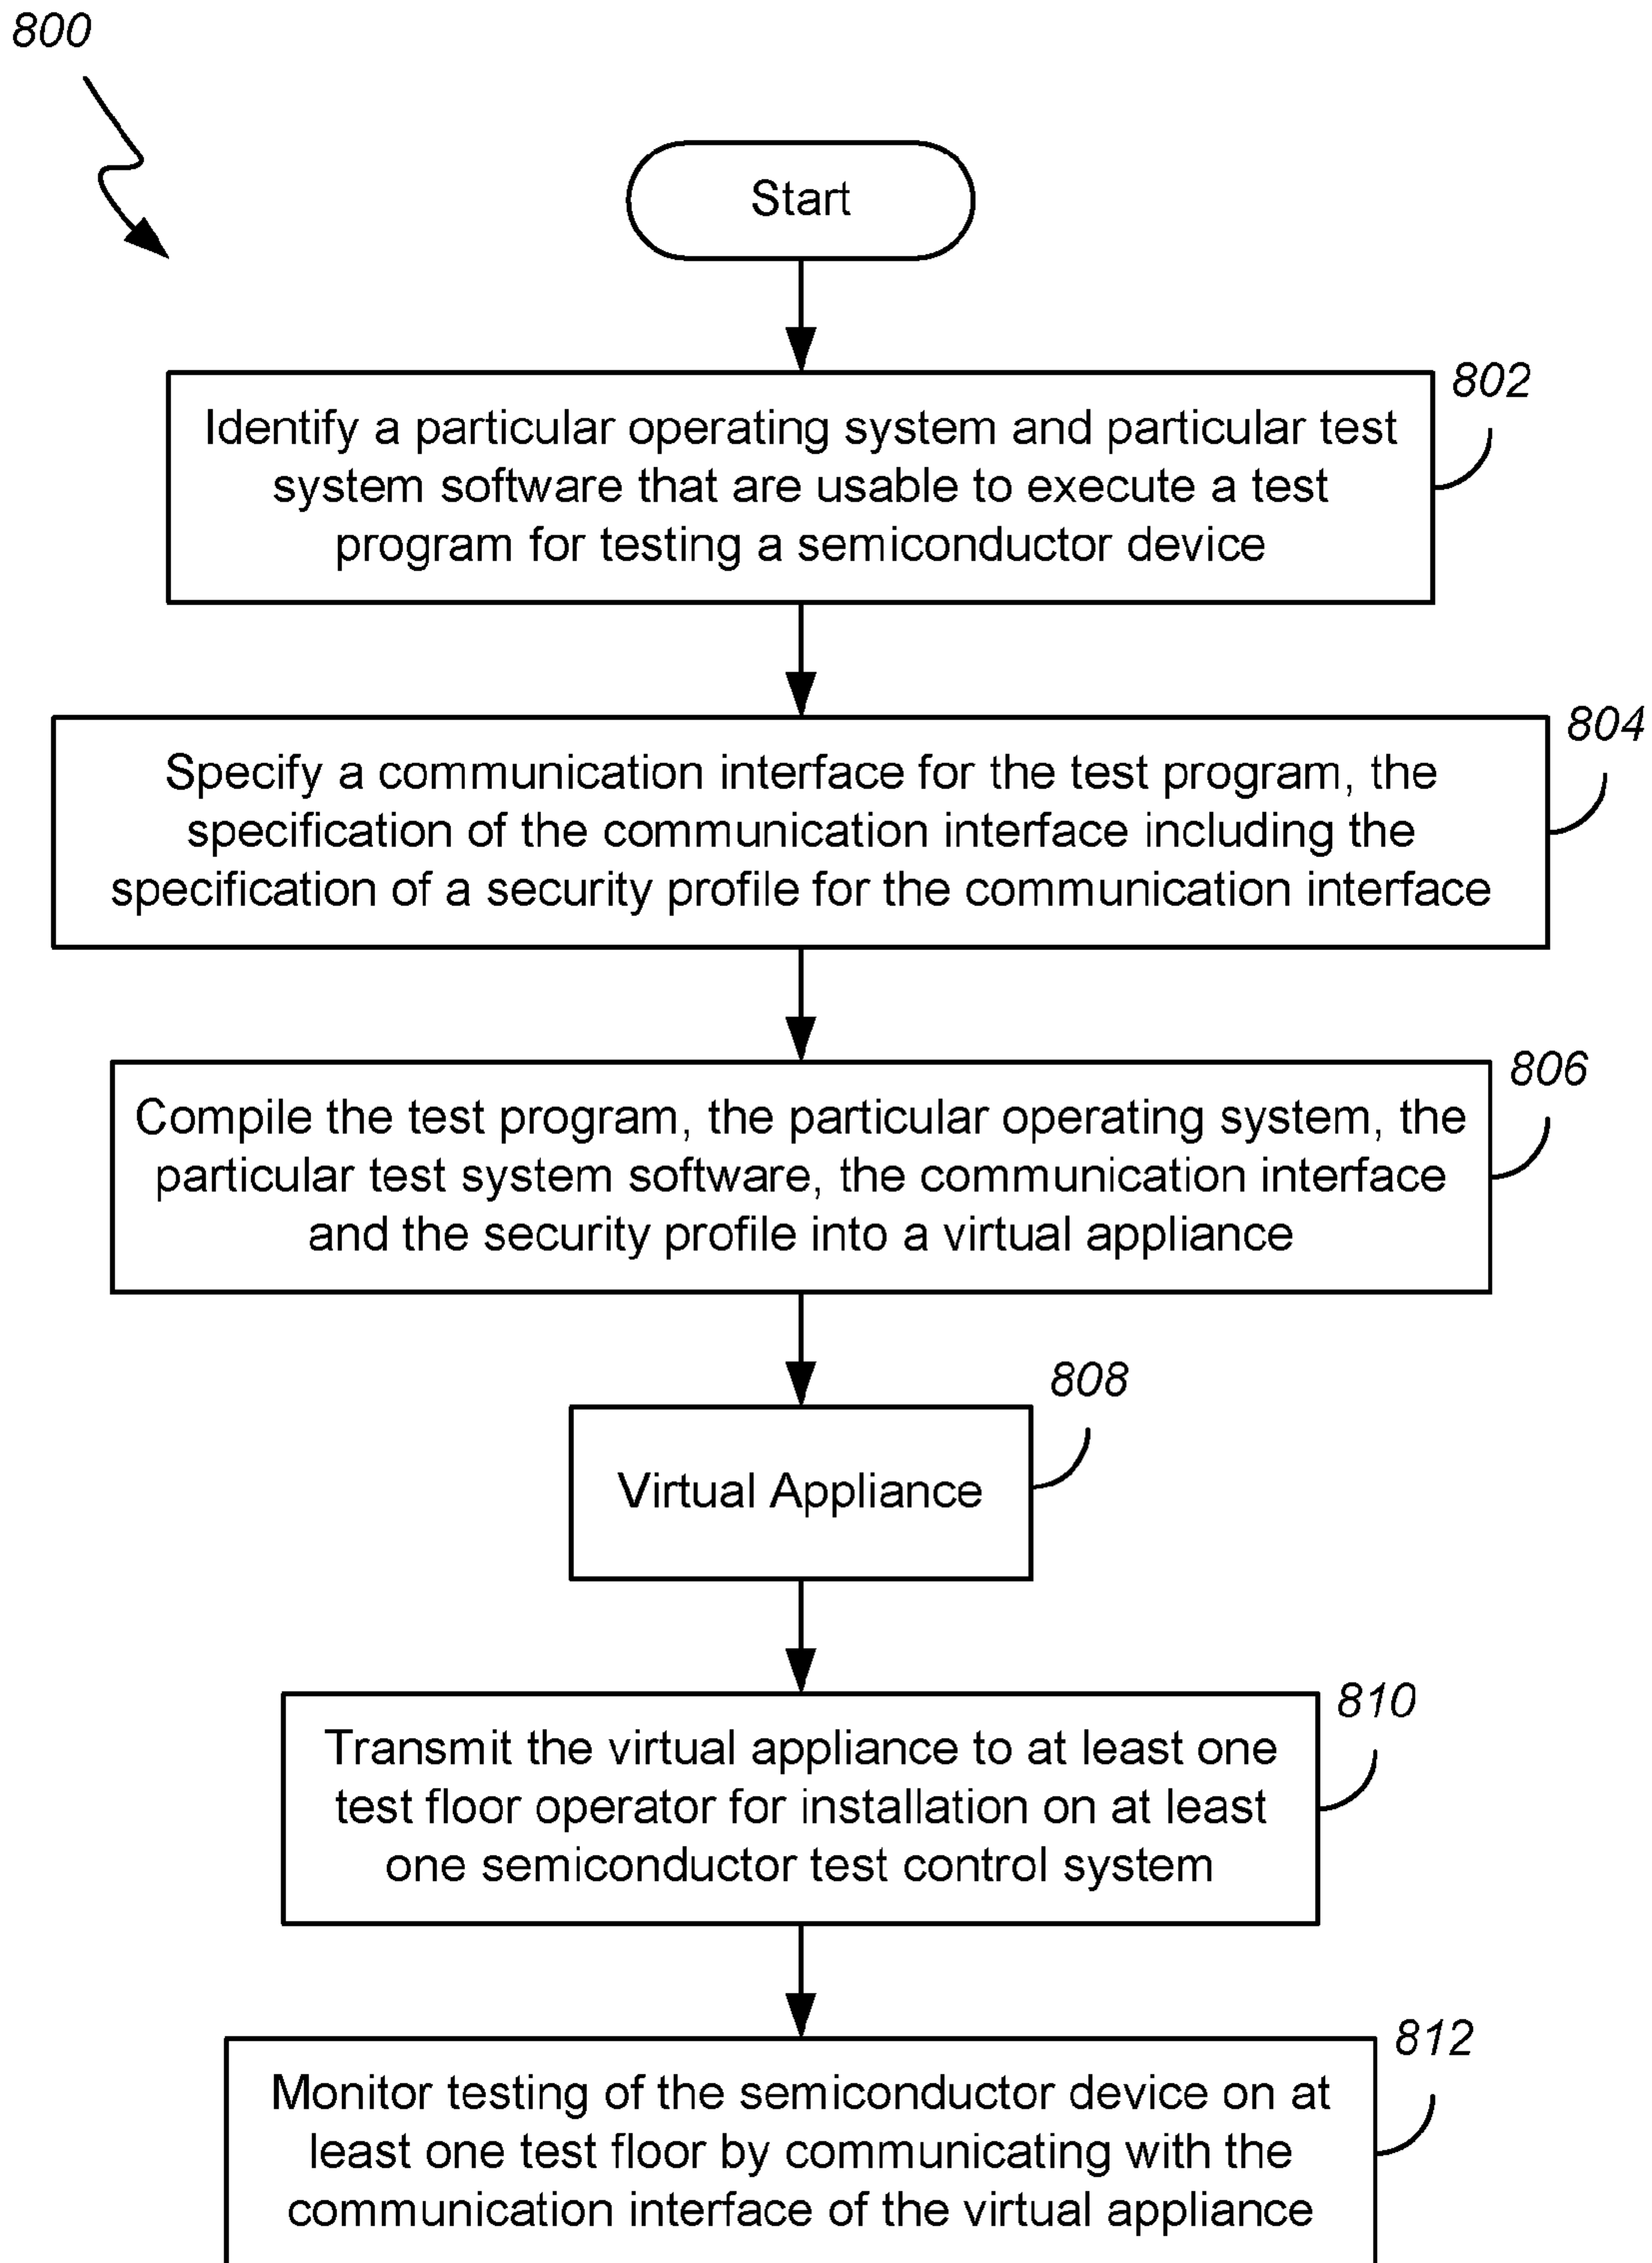 800
Start
802
Identify a particular operating system and particular test
system software that are usable to execute a test
program for testing a semiconductor device
804
Specify a communication interface for the test program, the
specification of the communication interface including the
specification of a security profile for the communication interface
806
Compile the test program, the particular operating system, the
particular test system software, the communication interface
and the security profile into a virtual appliance
808
Virtual Appliance
810
Transmit the virtual appliance to at least one
test floor operator for installation on at least
one semiconductor test control system
812
Monitor testing of the semiconductor device on at
least one test floor by communicating with the
communication interface of the virtual appliance